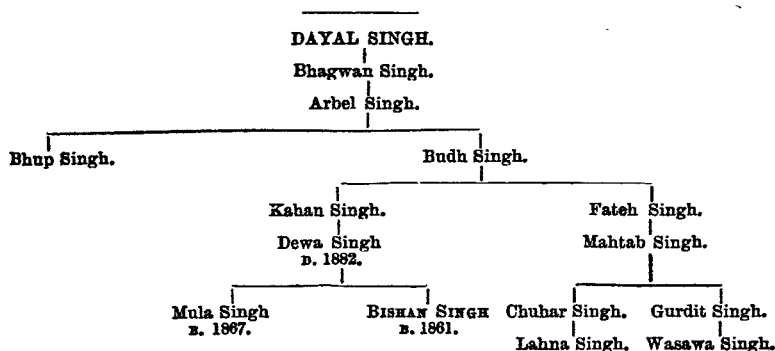 DAYAL SINGH.
Bhagwan Singh.
Arbel Singh.
Bhup Singh. Budh Singh.
Kahan Singh. Fateh Singh.
Dewa Singh Mahtab Singh.
D. 1882.
Mula Singh BISHAN SINGH Chuhar Singh. Gurdit Singh.
B. 1867. B. 1861.
Lahna Singh. Wasawa Singh.